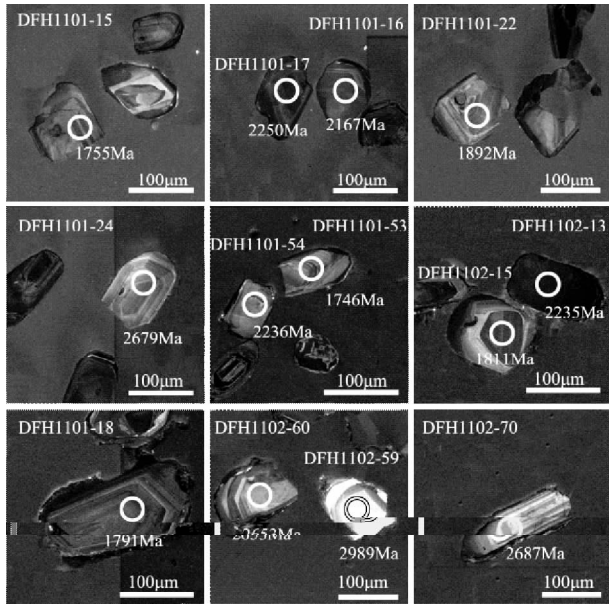 DFH1101-15
1755Ma
100μm
DFH1101-16
DFH1101-17
2250Ma
2167Ma
100μm
DFH1101-22
1892Ma
100μm
DFH1101-24
2679Ma
100μm
DFH1101-53
DFH1101-54
1746Ma
2236Ma
100μm
DFH1102-13
DFH1102-15
2235Ma
1811Ma
100μm
DFH1101-18
1791Ma
100μm
DFH1102-60
DFH1102-59
2989Ma
100μm
DFH1102-70
2687Ma
100μm